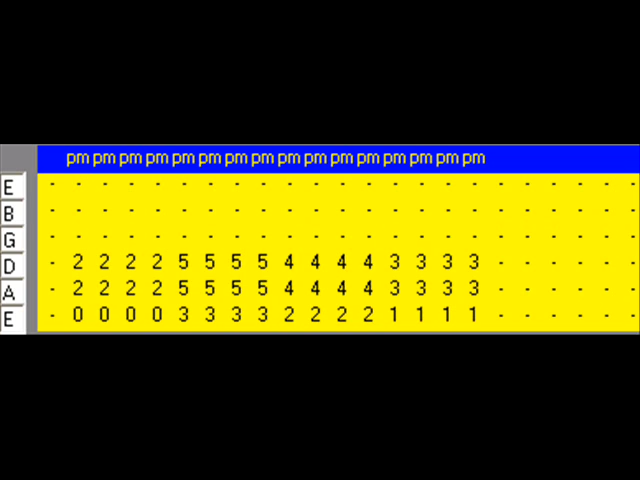 pm pm pm pm pm pm pm pm pm pm pm pm pm pm pm pm
E - - - - - - - - - - - - - - - - - - - - - - -
B - - - - - - - - - - - - - - - - - - - - - - -
G - - - - - - - - - - - - - - - - - - - - - - -
D - 2 2 2 2 5 5 5 5 4 4 4 4 3 3 3 3 - - - - - -
A - 2 2 2 2 5 5 5 5 4 4 4 4 3 3 3 3 - - - - - -
E - 0 0 0 0 3 3 3 3 2 2 2 2 1 1 1 1 - - - - - -